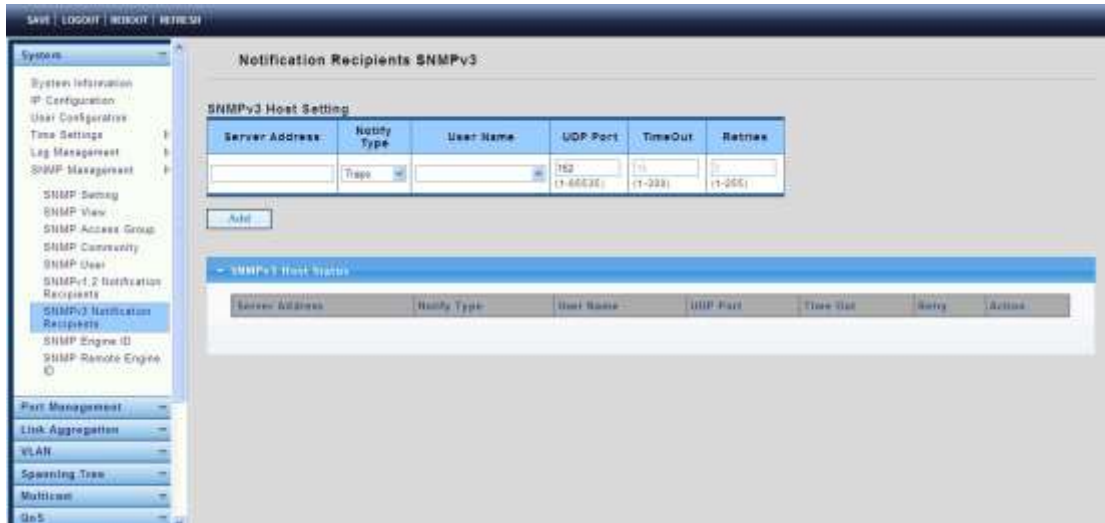 SAVE | LOGOUT | REBOOT | REFRESH
System
System Information
IP Configuration
User Configuration
Time Settings
Log Management
SNMP Management
SNMP Setting
SNMP View
SNMP Access Group
SNMP Community
SNMP User
SNMPv1,2 Notification
Recipients
SNMPv3 Notification
Recipients
SNMP Engine ID
SNMP Remote Engine
ID
Port Management
Link Aggregation
VLAN
Spanning Tree
Multicast
QoS
Notification Recipients SNMPv3
SNMPv3 Host Setting
Server Address Notify Type User Name UDP Port TimeOut Retries
Traps 162
(1-65535) (1-255)
Add
SNMPv3 Host Status
Server Address Notify Type User Name UDP Port Time Out Retry Action